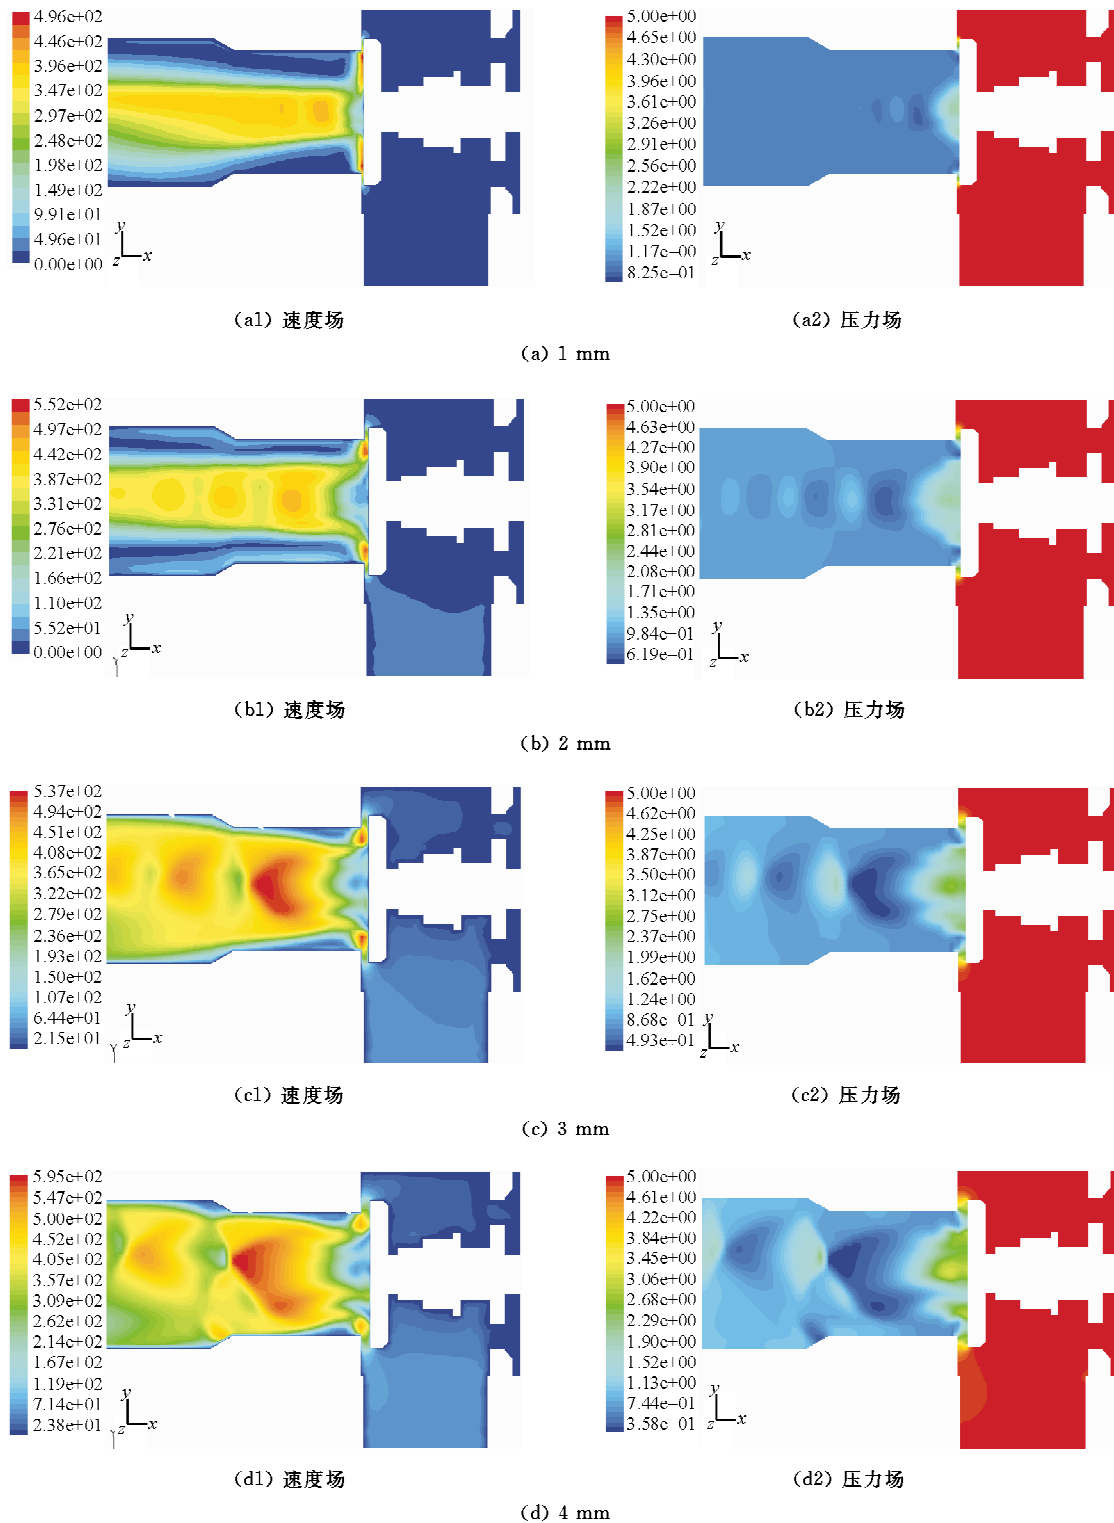 4.96e+02
4.46e+02
3.96e+02
3.47e+02
2.97e+02
2.48e+02
1.98e+02
1.49e+02
9.91e+01
4.96e+01
0.00e+00
y
z x
5.00e+00
4.65e+00
4.30e+00
3.96e+00
3.61e+00
3.26e+00
2.91e+00
2.56e+00
2.22e+00
1.87e+00
1.52e+00
1.17e-00
8.25e-01
y
z x
(a1) 速度场
(a2) 压力场
(a) 1 mm
5.52e+02
4.97e+02
4.42e+02
3.87e+02
3.31e+02
2.76e+02
2.21e+02
1.66e+02
1.10e+02
5.52e+01
0.00e+00
y
z x
5.00e+00
4.63e+00
4.27e+00
3.90e+00
3.54e+00
3.17e+00
2.81e+00
2.44e+00
2.08e+00
1.71e+00
1.35e+00
9.84e-01
6.19e-01
y
z x
(b1) 速度场
(b2) 压力场
(b) 2 mm
5.37e+02
4.94e+02
4.51e+02
4.08e+02
3.65e+02
3.22e+02
2.79e+02
2.36e+02
1.93e+02
1.50e+02
1.07e+02
6.44e+01
2.15e+01
y
z x
5.00e+00
4.62e+00
4.25e+00
3.87e+00
3.50e+00
3.12e+00
2.75e+00
2.37e+00
1.99e+00
1.62e+00
1.24e+00
8.68e-01
4.93e-01
y
z x
(c1) 速度场
(c2) 压力场
(c) 3 mm
5.95e+02
5.47e+02
5.00e+02
4.52e+02
4.05e+02
3.57e+02
3.09e+02
2.62e+02
2.14e+02
1.67e+02
1.19e+02
7.14e+01
2.38e+01
y
z x
5.00e+00
4.61e+00
4.22e+00
3.84e+00
3.45e+00
3.06e+00
2.68e+00
2.29e+00
1.90e+00
1.52e+00
1.13e+00
7.44e-01
3.58e-01
y
z x
(d1) 速度场
(d2) 压力场
(d) 4 mm